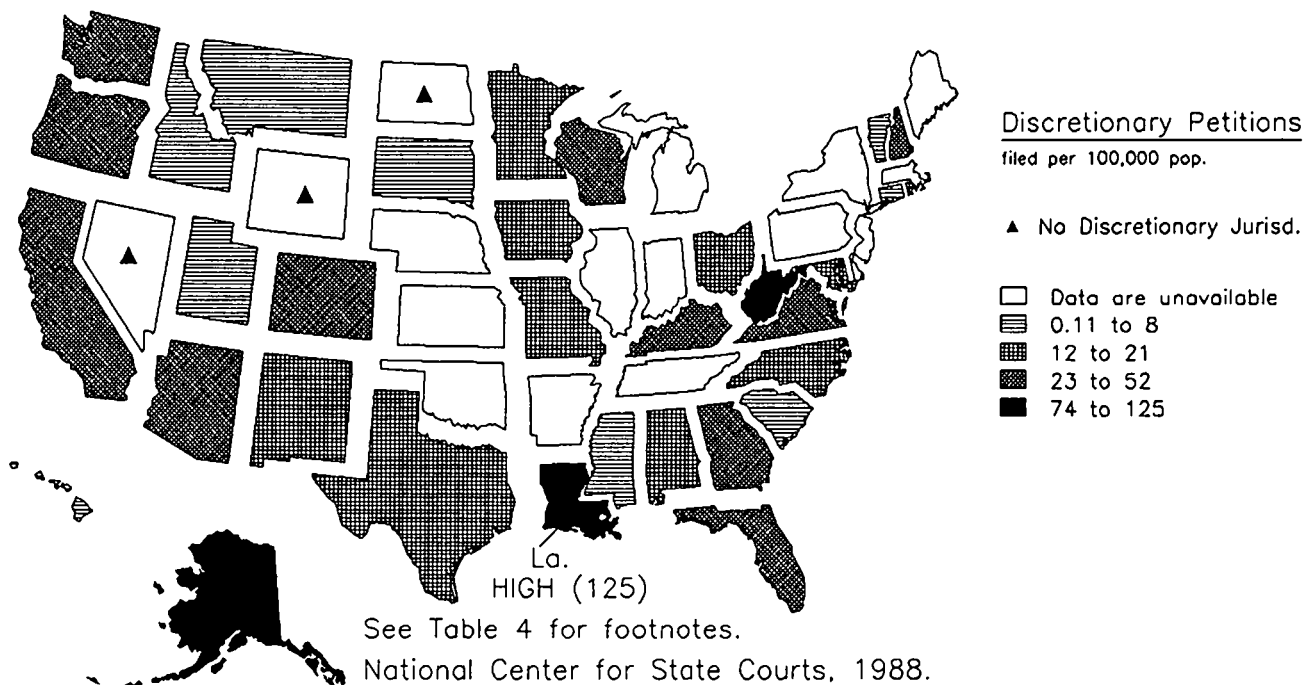 Discretionary Petitions
filed per 100,000 pop.
▲ No Discretionary Jurisd.
Data are unavailable
0.11 to 8
12 to 21
23 to 52
74 to 125
La.
HIGH (125)
See Table 4 for footnotes.
National Center for State Courts, 1988.